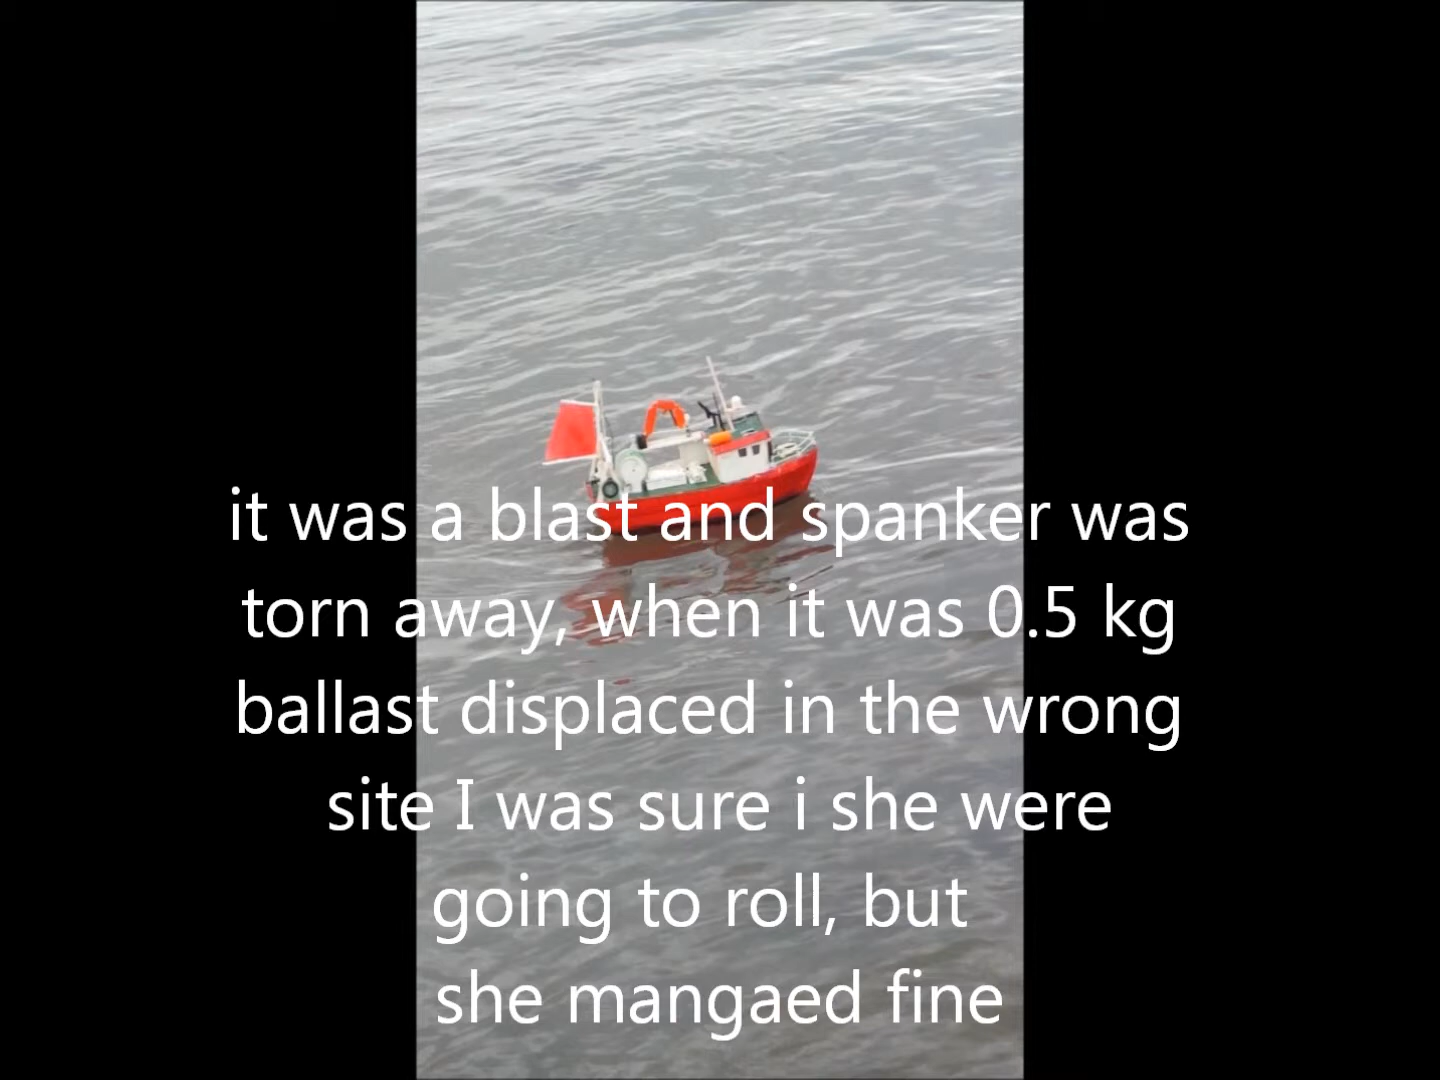 it was a blast and spanker was
torn away, when it was 0.5 kg
ballast displaced in the wrong
site I was sure i she were
going to roll, but
she mangaed fine